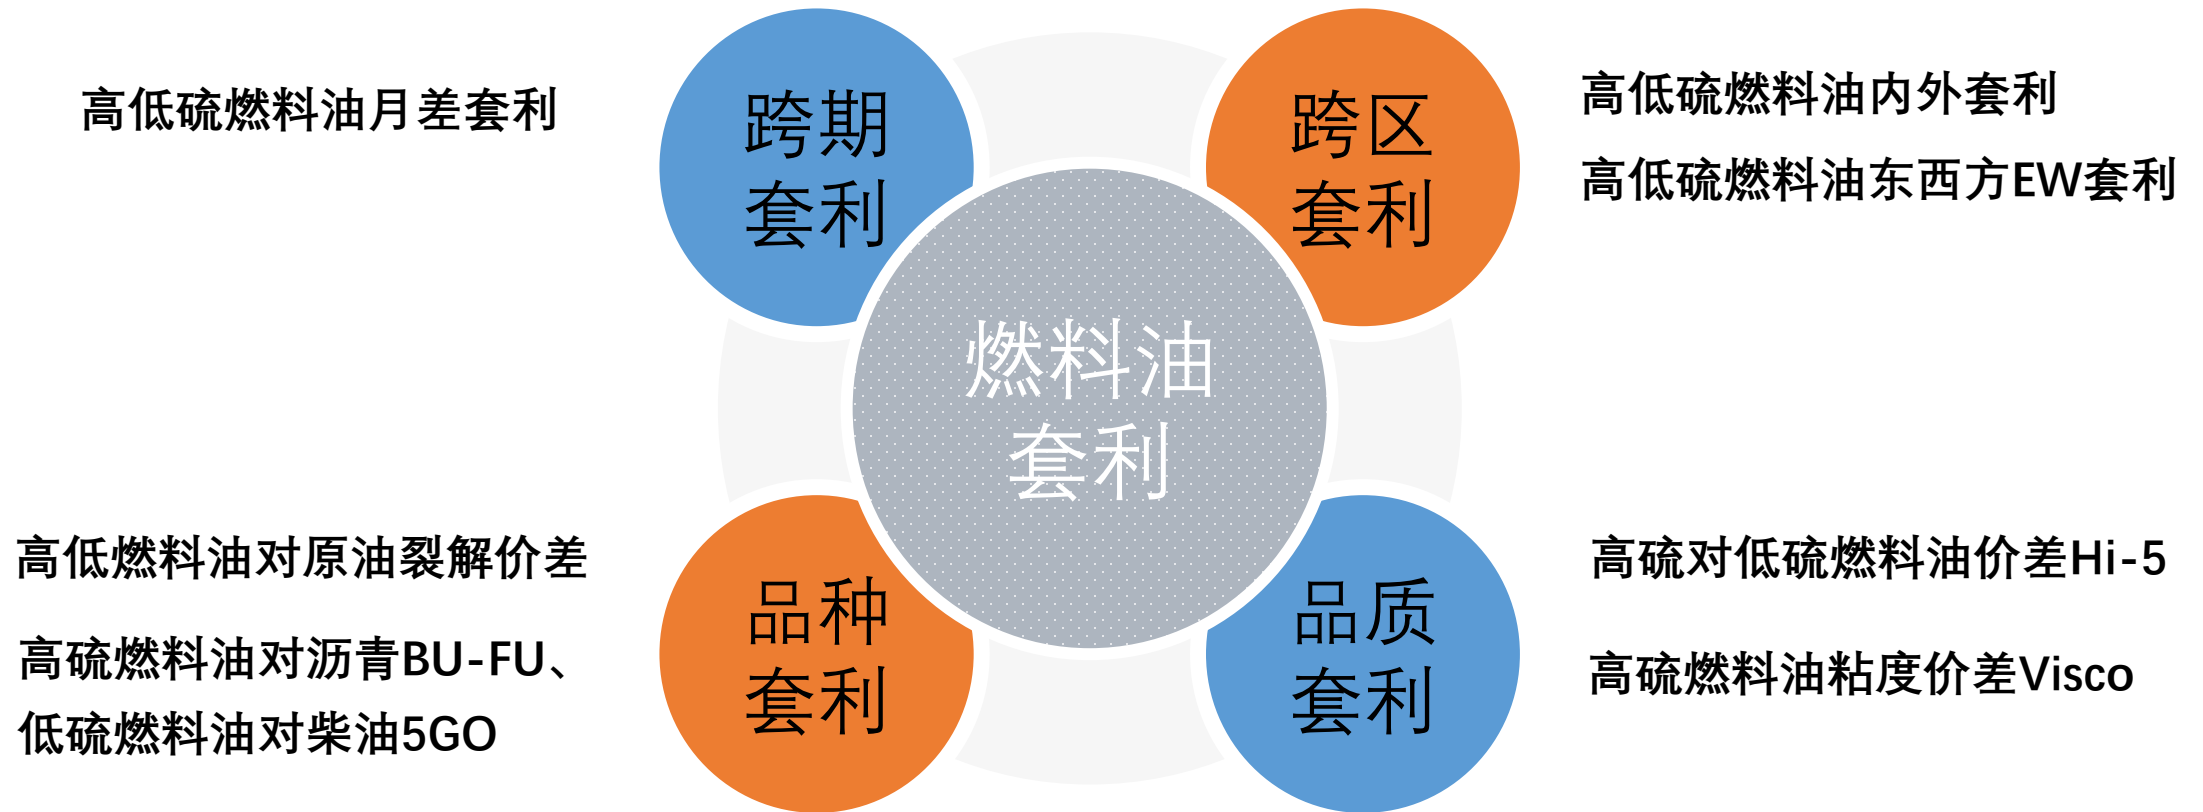 高低硫燃料油月差套利
跨期
套利
跨区
套利
高低硫燃料油内外套利
高低硫燃料油东西方EW套利
燃料油
套利
高低燃料油对原油裂解价差
高硫燃料油对沥青BU-FU、
低硫燃料油对柴油5GO
品种
套利
品质
套利
高硫对低硫燃料油价差Hi-5
高硫燃料油粘度价差Visco